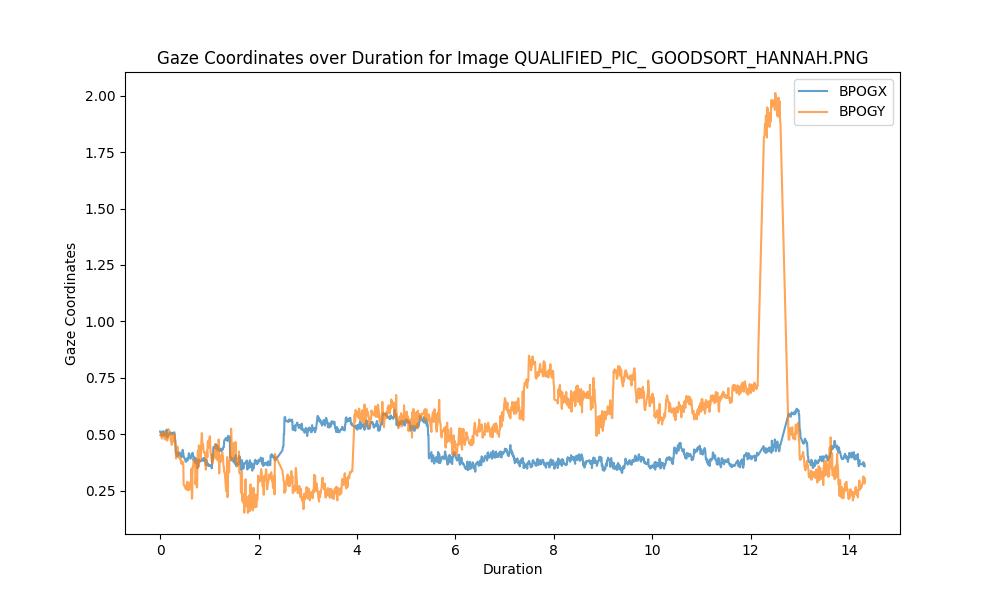 Gaze Coordinates over Duration for Image QUALIFIED_PIC_ GOODSORT_HANNAH.PNG
BPOGX
BPOGY
2.00
1.75
1.50
1.25
1.00
0.75
0.50
0.25
Gaze Coordinates
0 2 4 6 8 10 12 14
Duration